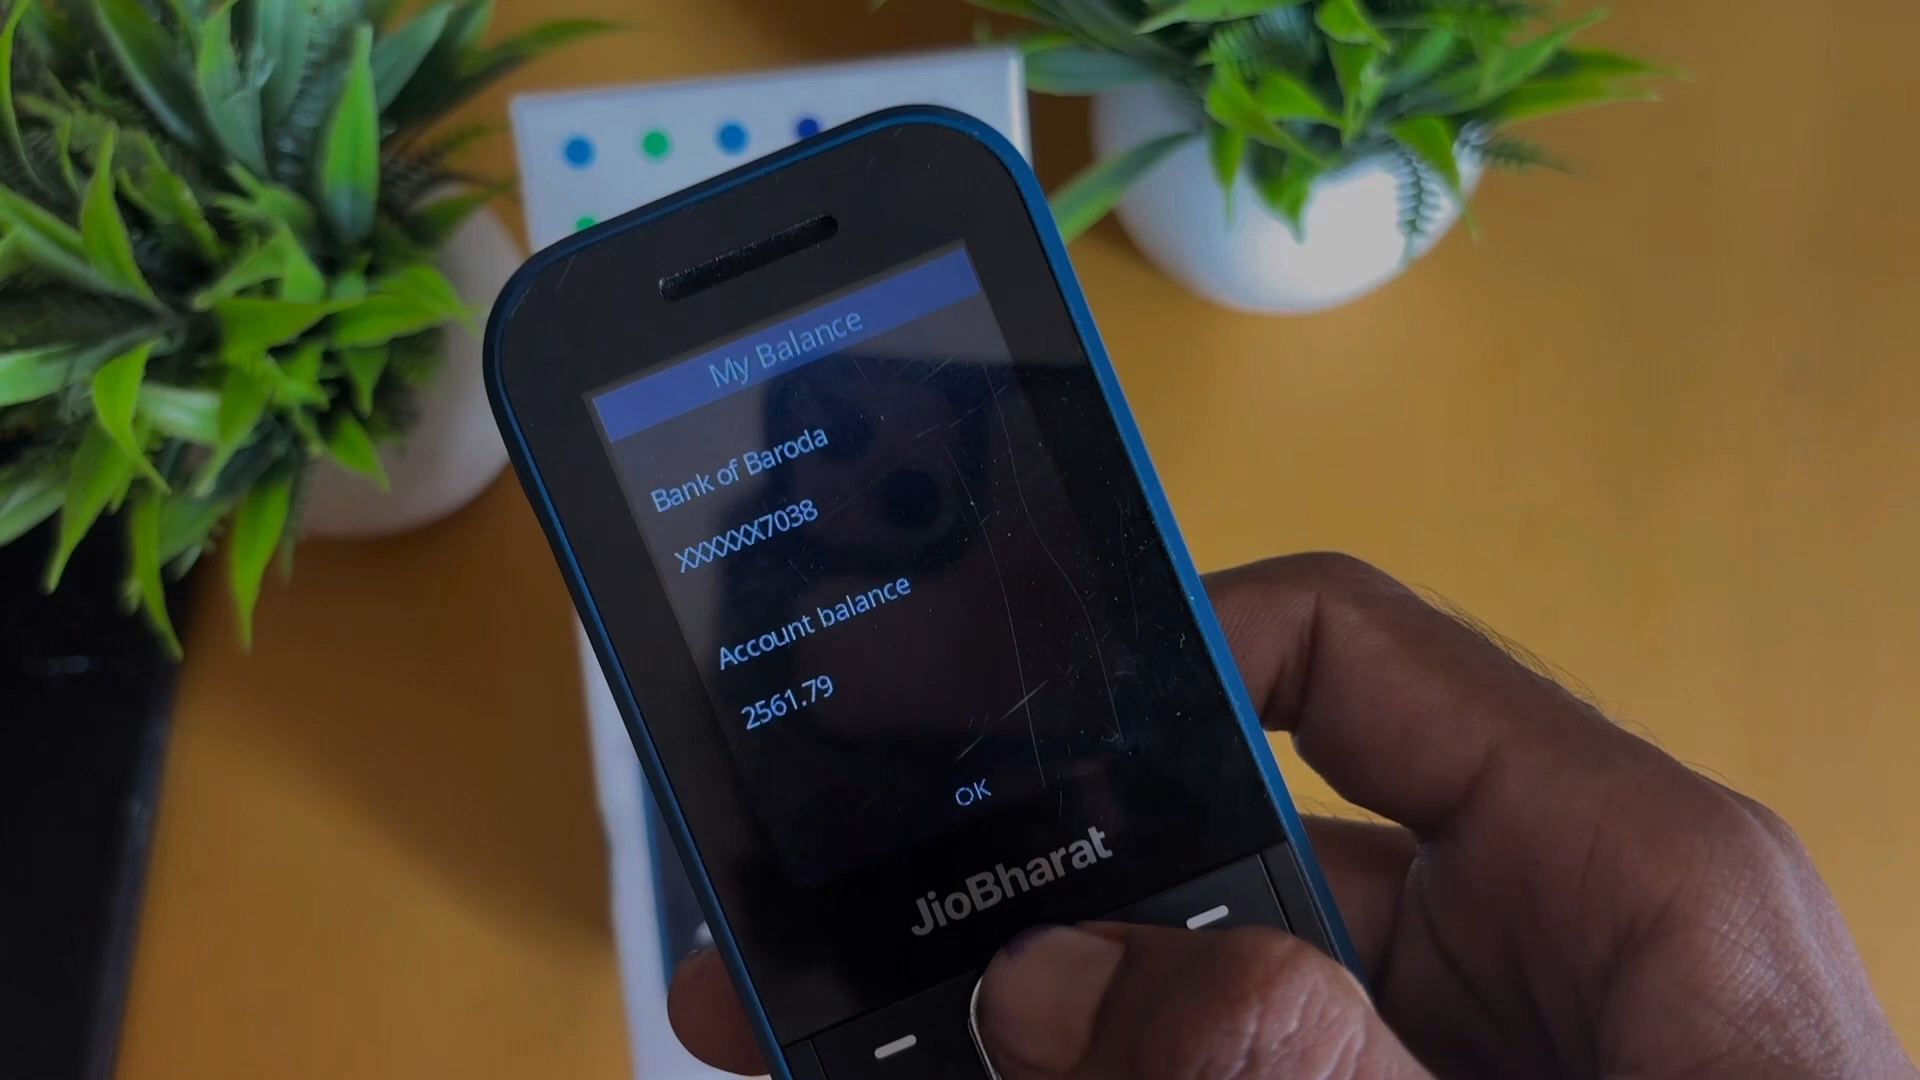 My Balance
Bank of Baroda
XXXXXX7038
Account balance
2561.79
OK
JioBharat